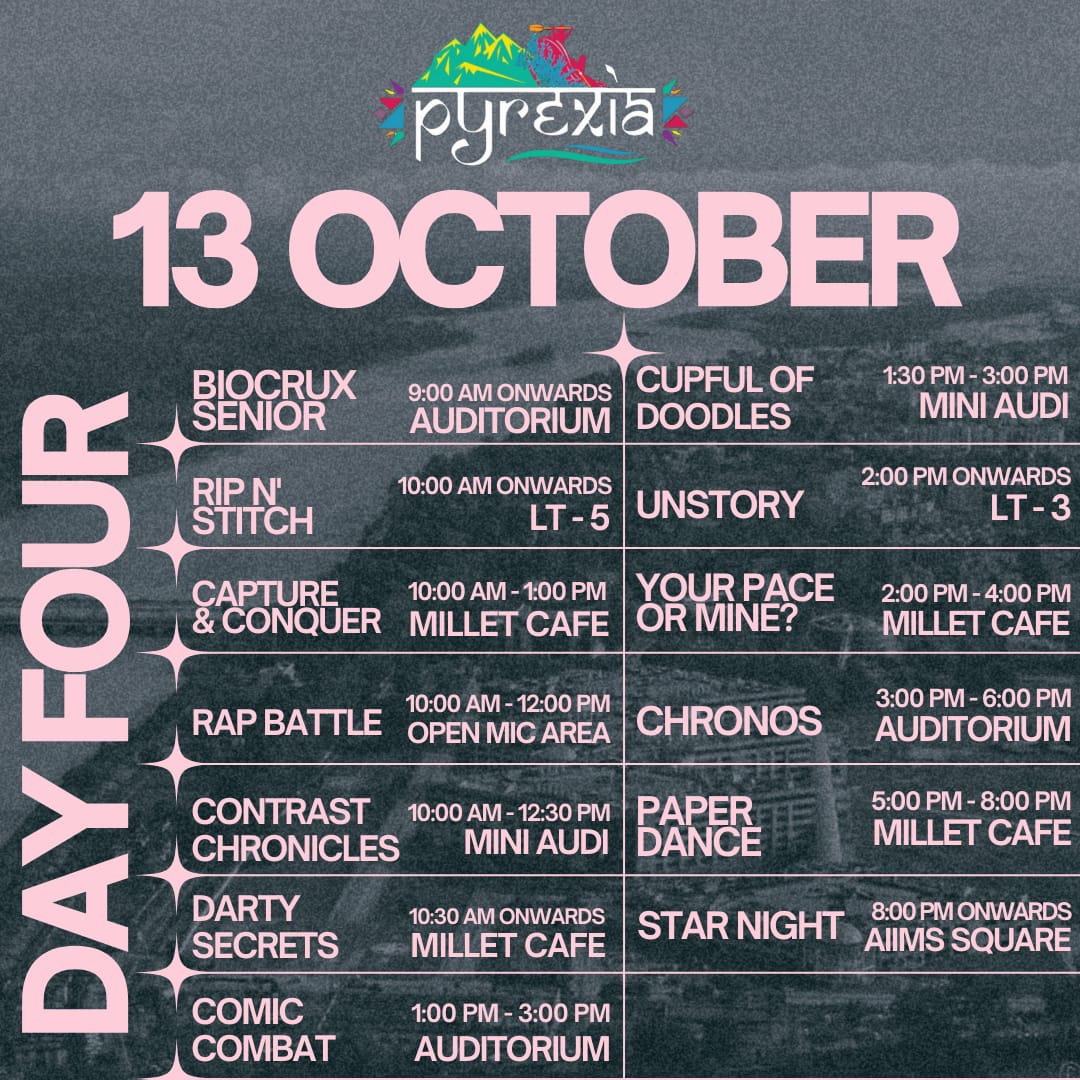 pyrexia
13 OCTOBER
DAY FOUR
BIOCRUX
SENIOR
9:00 AM ONWARDS
AUDITORIUM
RIP N'
STITCH
10:00 AM ONWARDS
LT - 5
CAPTURE
& CONQUER
10:00 AM - 1:00 PM
MILLET CAFE
RAP BATTLE
10:00 AM - 12:00 PM
OPEN MIC AREA
CONTRAST
CHRONICLES
10:00 AM - 12:30 PM
MINI AUDI
DARTY
SECRETS
10:30 AM ONWARDS
MILLET CAFE
COMIC
COMBAT
1:00 PM - 3:00 PM
AUDITORIUM
CUPFUL OF
DOODLES
1:30 PM - 3:00 PM
MINI AUDI
UNSTORY
2:00 PM ONWARDS
LT - 3
YOUR PACE
OR MINE?
2:00 PM - 4:00 PM
MILLET CAFE
CHRONOS
3:00 PM - 6:00 PM
AUDITORIUM
PAPER
DANCE
5:00 PM - 8:00 PM
MILLET CAFE
STAR NIGHT
8:00 PM ONWARDS
AIIMS SQUARE